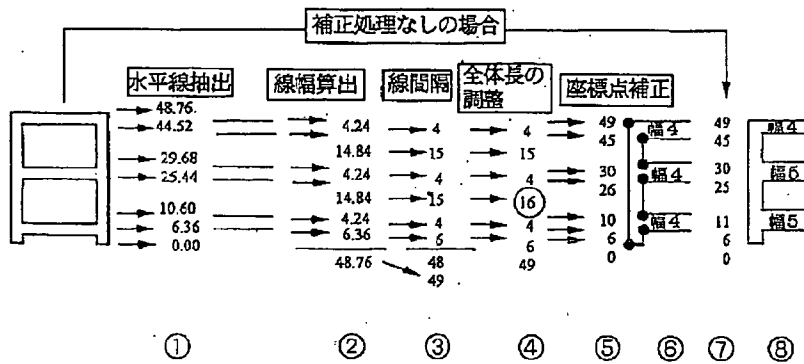 補正処理なしの場合
水平線抽出 線幅算出 線間隔 全体長の調整 座標点補正
48.76 49 49
44.52 4.24 4 4 45 幅4 45 幅4
14.84 15 15
29.68 30 30
25.44 4.24 4 4 26 幅4 25 幅5
14.84 15 16
10.60 4.24 4 4 10 幅4 11 幅5
6.36 6.36 6 6 6 6
0.00 0 0
48.76 48 49
49
① ② ③ ④ ⑤ ⑥ ⑦ ⑧